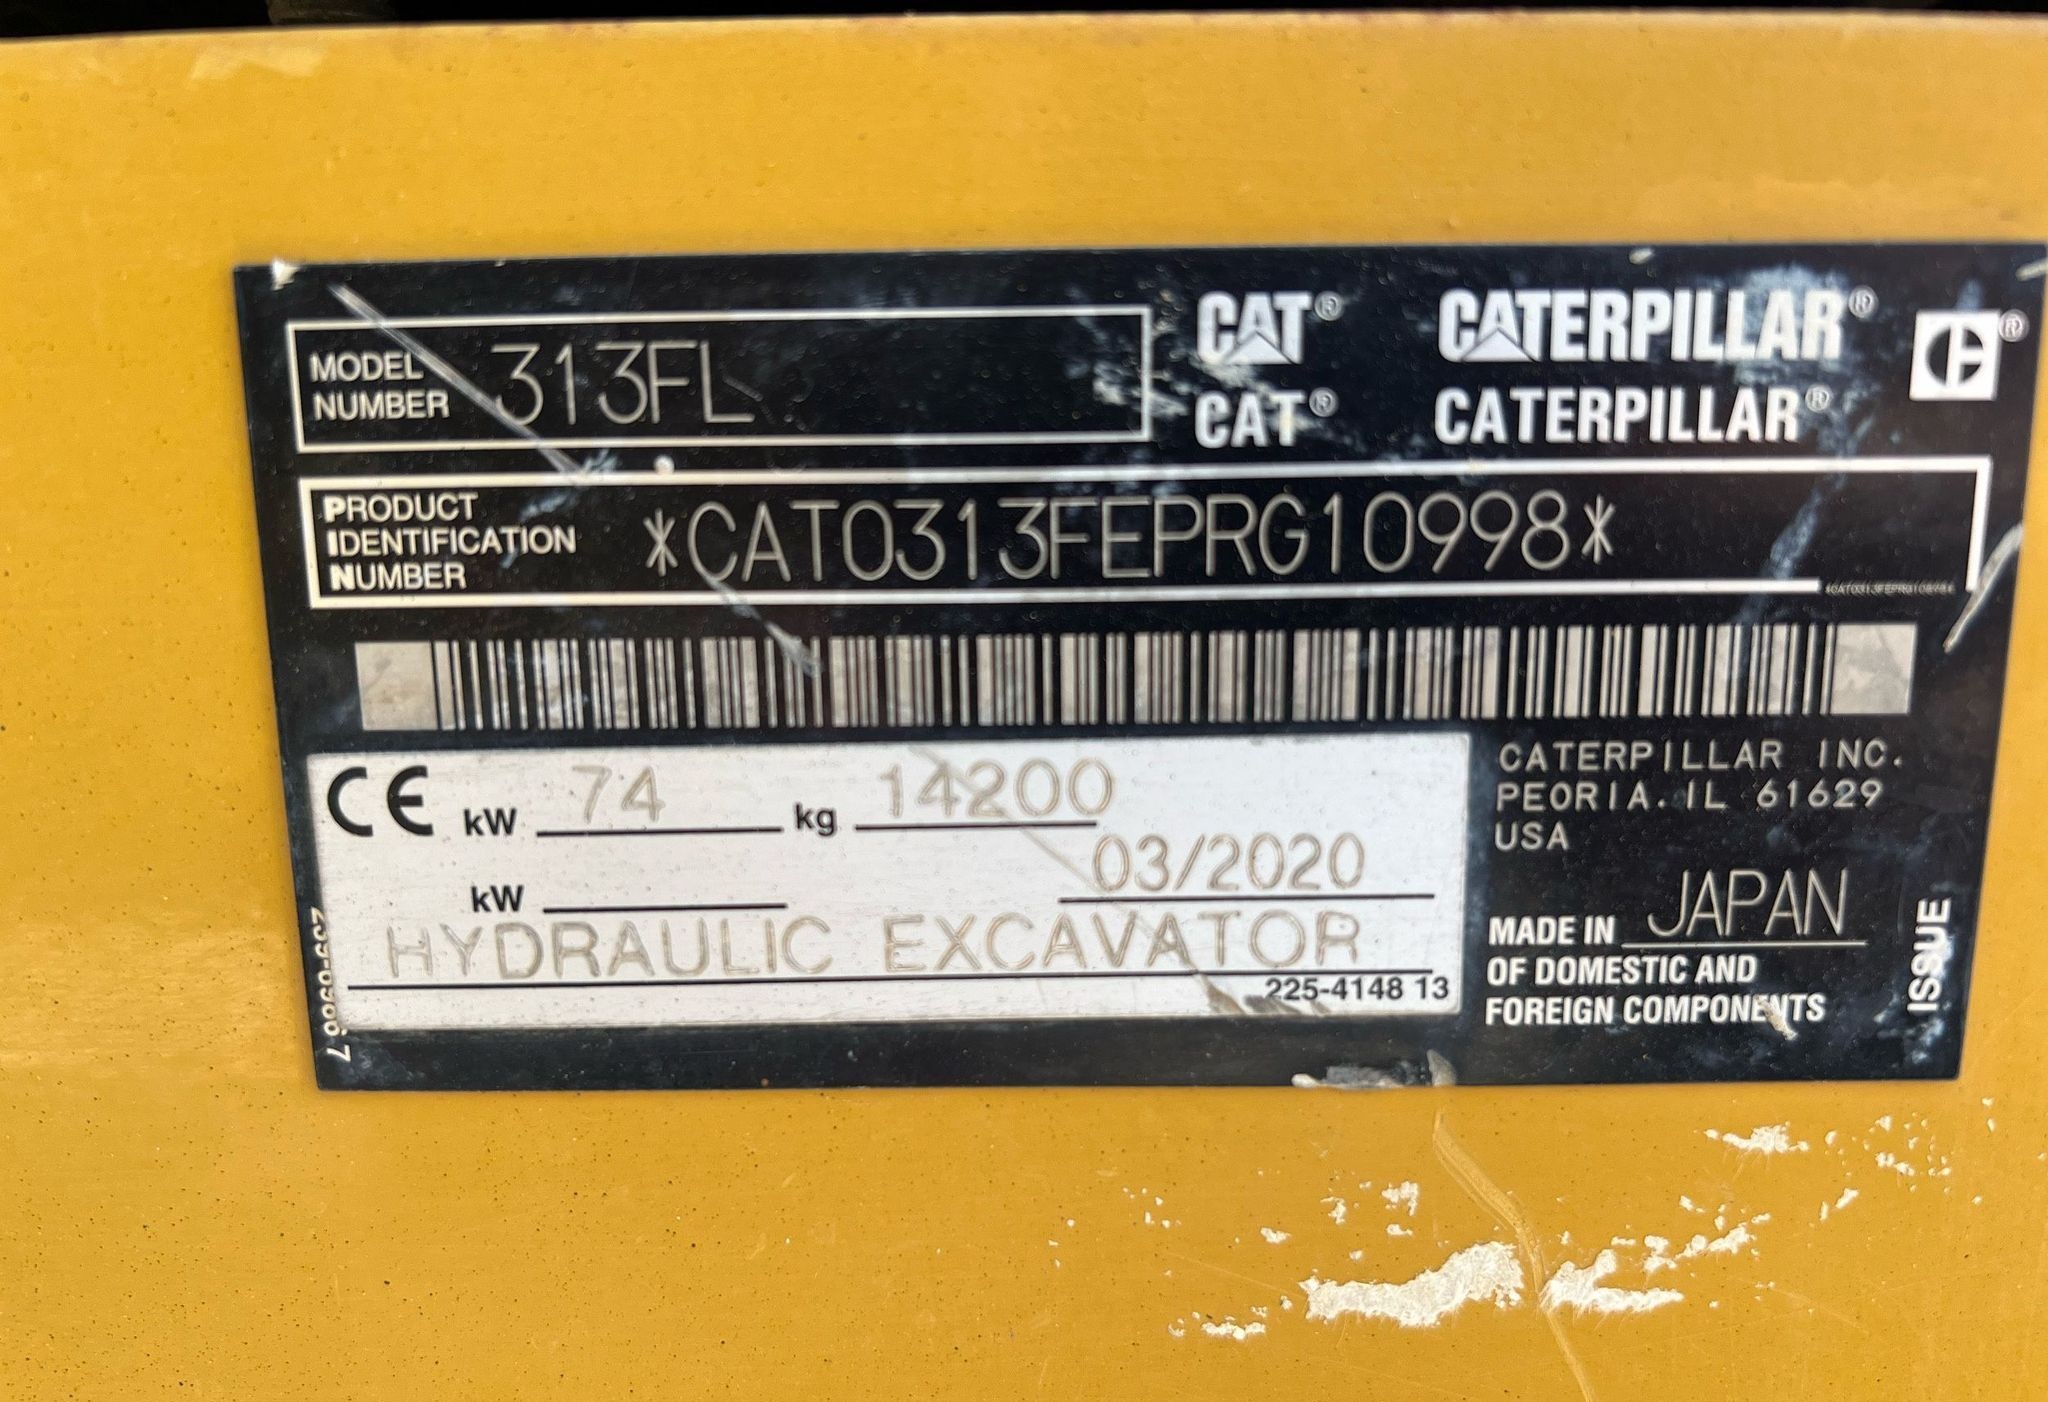 MODEL NUMBER 313FL
CAT® CATERPILLAR®
CAT® CATERPILLAR®
PRODUCT IDENTIFICATION NUMBER *CAT0313FEPRG10998*
CE kW 74 kg 14200
kW 03/2020
HYDRAULIC EXCAVATOR
225-4148 13
CATERPILLAR INC.
PEORIA. IL 61629
USA
MADE IN JAPAN
OF DOMESTIC AND
FOREIGN COMPONENTS
ISSUE